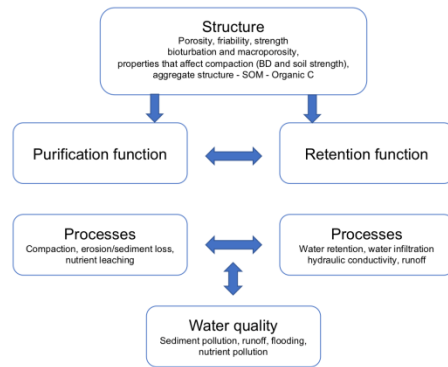 Structure
Porosity, friability, strength
bioturbation and macroporosity,
properties that affect compaction (BD and soil strength),
aggregate structure - SOM - Organic C
Purification function
Retention function
Processes
Compaction, erosion/sediment loss,
nutrient leaching
Processes
Water retention, water infiltration
hydraulic conductivity, runoff
Water quality
Sediment pollution, runoff, flooding,
nutrient pollution